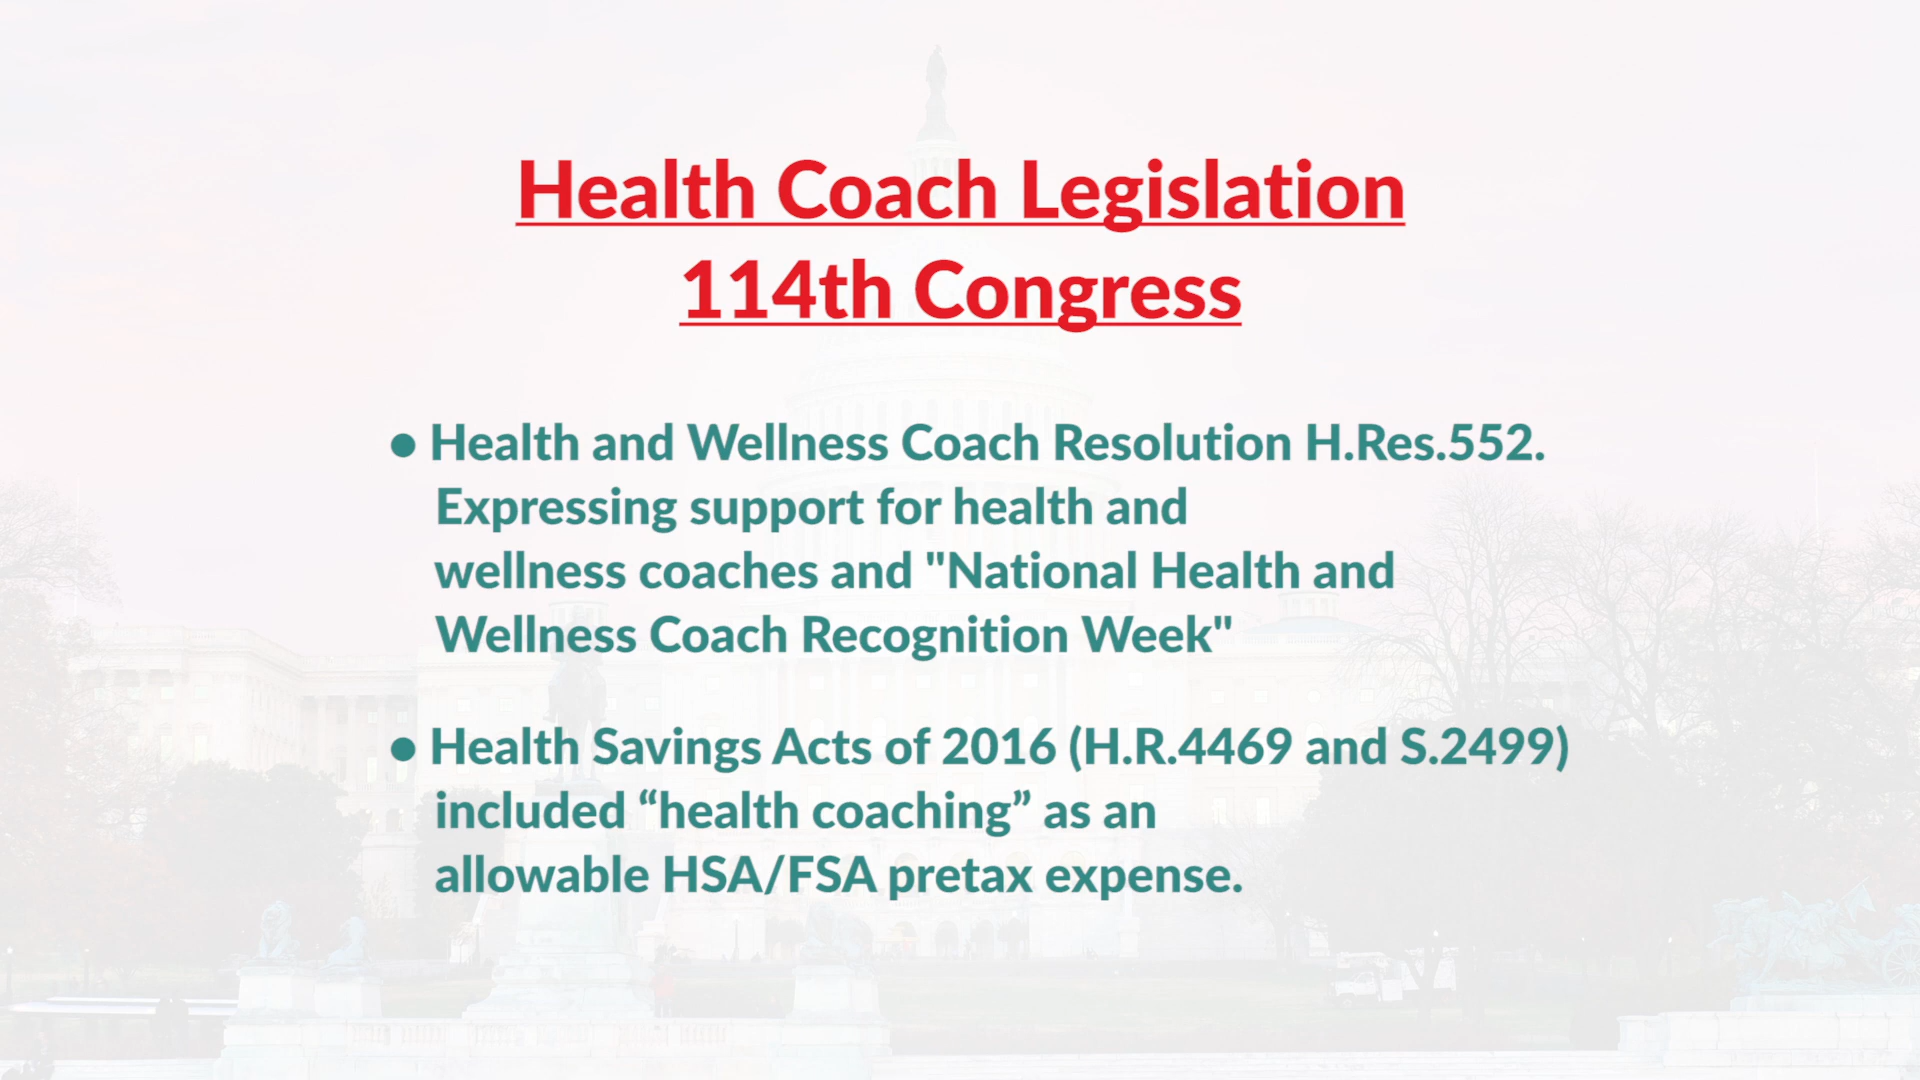 Health Coach Legislation
114th Congress
● Health and Wellness Coach Resolution H.Res.552.
Expressing support for health and
wellness coaches and "National Health and
Wellness Coach Recognition Week"
● Health Savings Acts of 2016 (H.R.4469 and S.2499)
included “health coaching” as an
allowable HSA/FSA pretax expense.